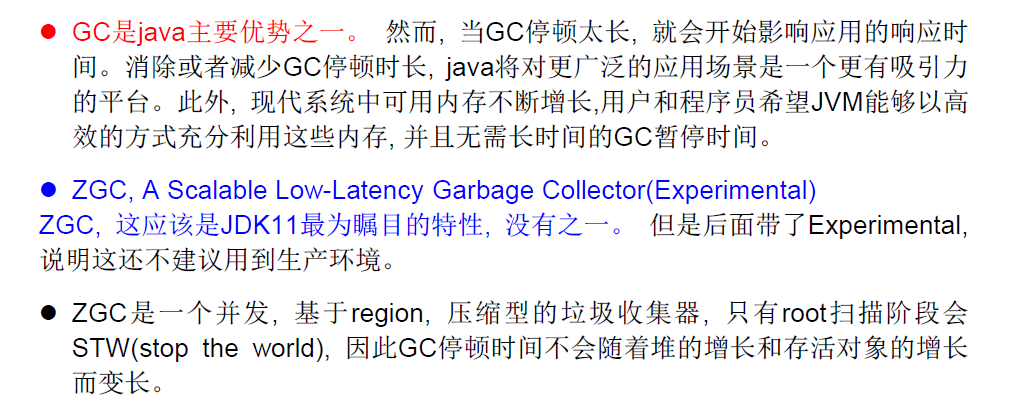 ● GC是java主要优势之一。 然而, 当GC停顿太长, 就会开始影响应用的响应时
间。消除或者减少GC停顿时长, java将对更广泛的应用场景是一个更有吸引力
的平台。此外, 现代系统中可用内存不断增长,用户和程序员希望JVM能够以高
效的方式充分利用这些内存, 并且无需长时间的GC暂停时间。
● ZGC, A Scalable Low-Latency Garbage Collector(Experimental)
ZGC, 这应该是JDK11最为瞩目的特性, 没有之一。 但是后面带了Experimental,
说明这还不建议用到生产环境。
● ZGC是一个并发, 基于region, 压缩型的垃圾收集器, 只有root扫描阶段会
STW(stop the world), 因此GC停顿时间不会随着堆的增长和存活对象的增长
而变长。